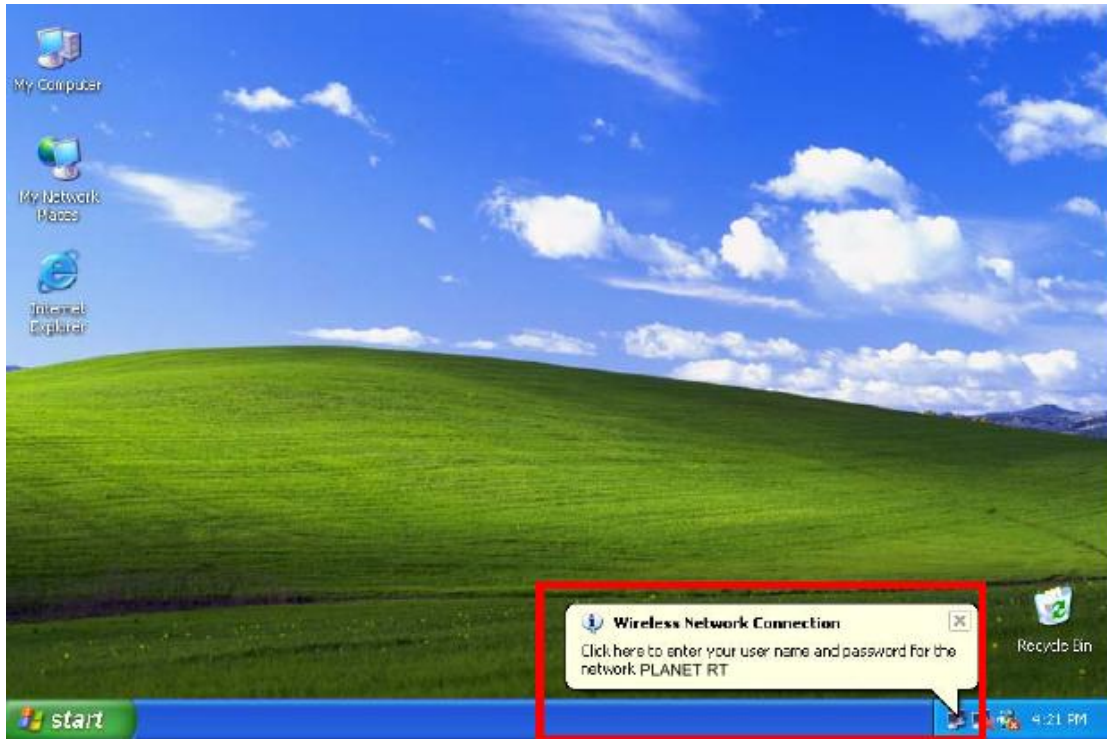 My Computer
My Network
Places
Internet
Explorer
Wireless Network Connection
Click here to enter your user name and password for the
network PLANET RT
Recycle Bin
start
4:21 PM